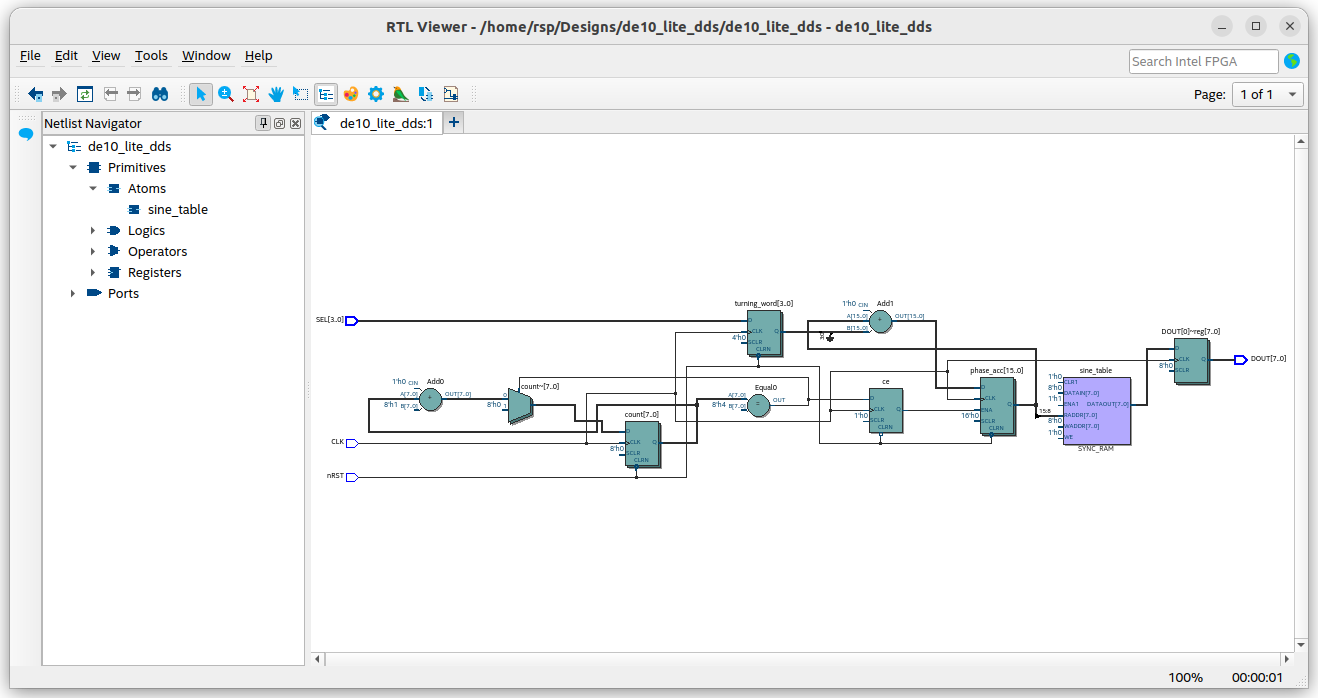 RTL Viewer - /home/rsp/Designs/de10_lite_dds/de10_lite_dds - de10_lite_dds
File Edit View Tools Window Help
Search Intel FPGA
Page: 1 of 1
Netlist Navigator
de10_lite_dds:1
de10_lite_dds
Primitives
Atoms
sine_table
Logics
Operators
Registers
Ports
turning_word[3..0]
SEL[3..0]
D
CLK
4'h0
SCLR
CLRN
Q
1'h0 CIN
Add1
A[15..0]
B[15..0]
+
OUT[15..0]
DOUT[0]~reg[7..0]
D
CLK
8'h0
SCLR
Q
DOUT[7..0]
1'h0 CIN
Add0
A[7..0]
8'h1 B[7..0]
+
OUT[7..0]
count~[7..0]
0
8'h0
1
Equal0
A[7..0]
8'h4 B[7..0]
=
OUT
ce
D
CLK
1'h0
SCLR
CLRN
Q
phase_acc[15..0]
D
CLK
ENA
16'h0
SCLR
CLRN
Q
15:8
sine_table
1'h0 CLR1
8'h0 DATAIN[7..0]
1'h1 ENA1
DATAOUT[7..0]
RADDR[7..0]
8'h0 WADDR[7..0]
1'h0 WE
SYNC_RAM
count[7..0]
D
CLK
8'h0
SCLR
CLRN
Q
CLK
nRST
100% 00:00:01